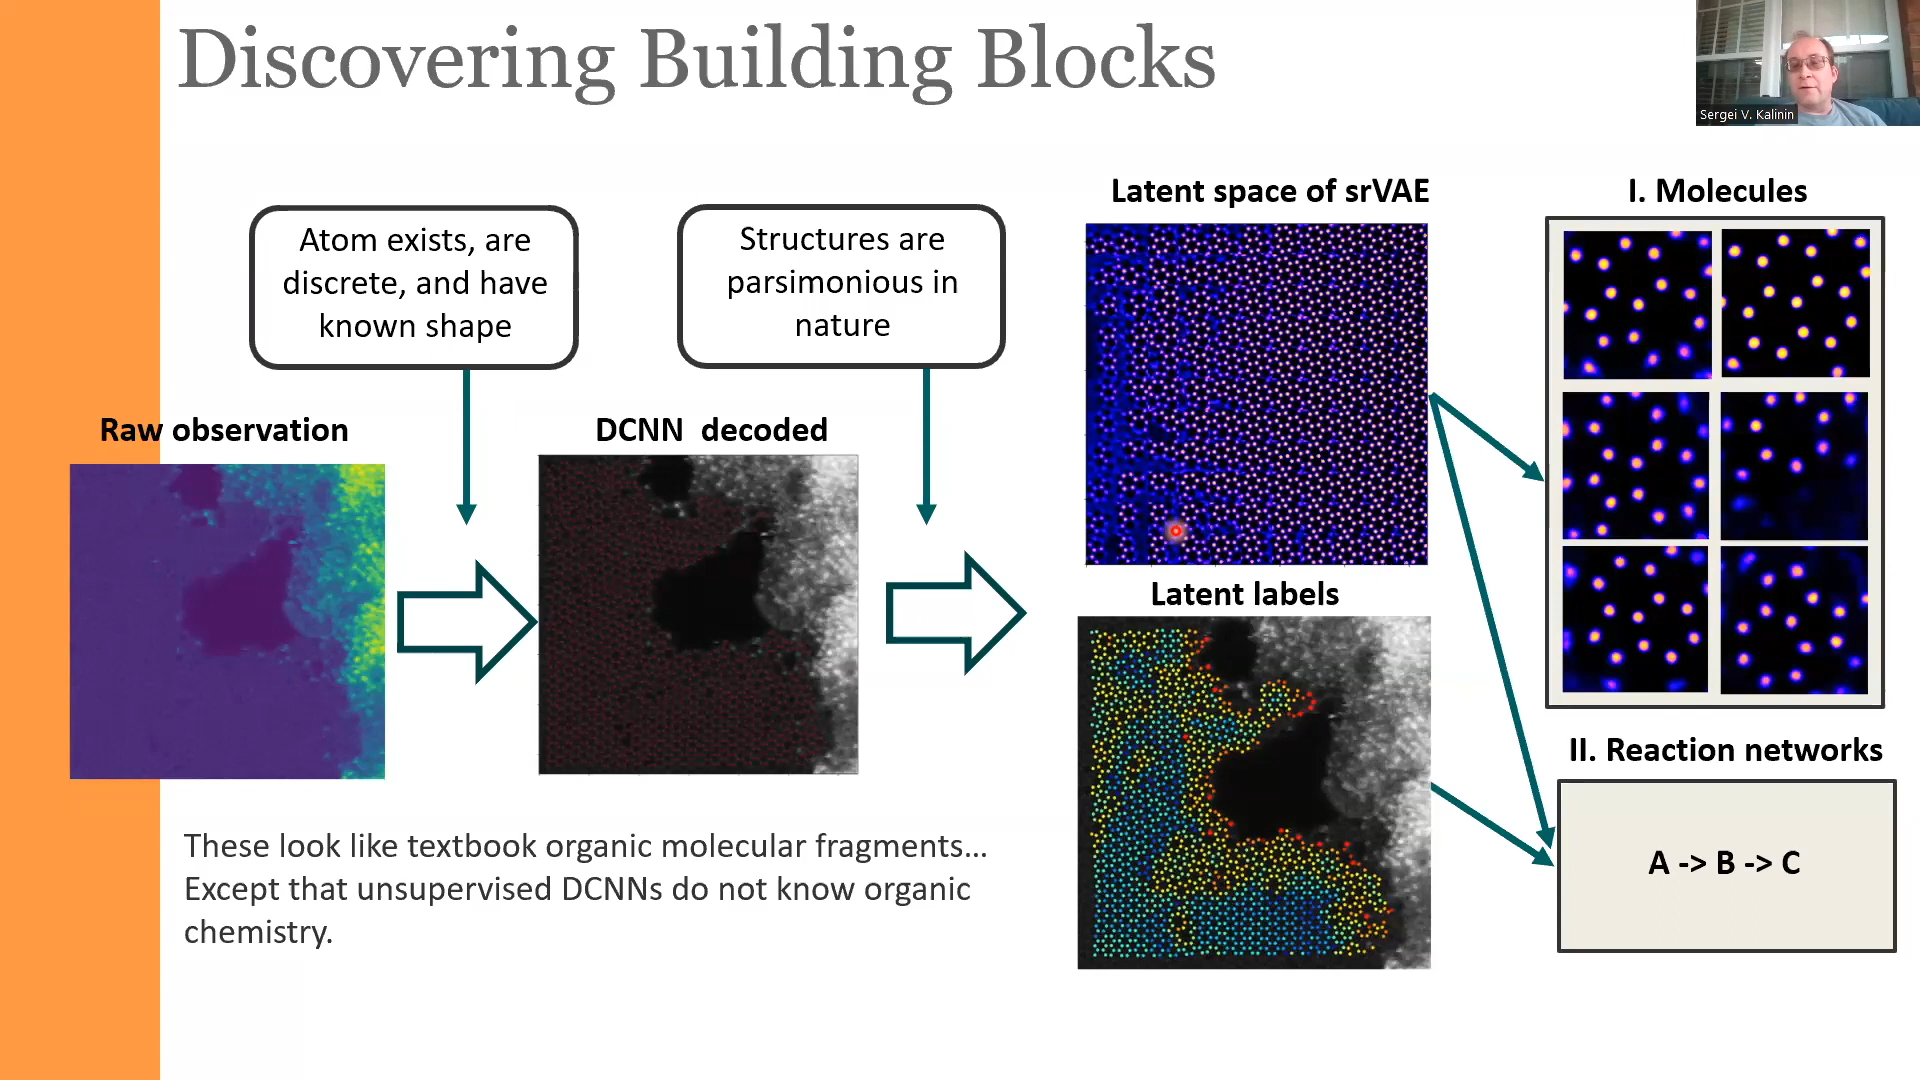 Discovering Building Blocks
Sergei V. Kalinin
Atom exists, are
discrete, and have
known shape
Structures are
parsimonious in
nature
Latent space of srVAE
I. Molecules
Raw observation
DCNN decoded
Latent labels
II. Reaction networks
A -> B -> C
These look like textbook organic molecular fragments...
Except that unsupervised DCNNs do not know organic
chemistry.